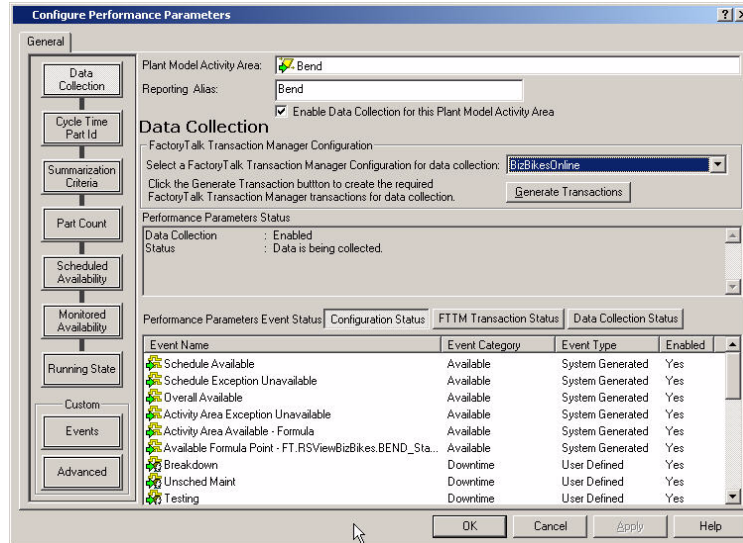 Configure Performance Parameters
General
Data Collection
Cycle Time Part Id
Summarization Criteria
Part Count
Scheduled Availability
Monitored Availability
Running State
Custom
Events
Advanced
Plant Model Activity Area: Bend
Reporting Alias: Bend
Enable Data Collection for this Plant Model Activity Area
Data Collection
FactoryTalk Transaction Manager Configuration
Select a FactoryTalk Transaction Manager Configuration for data collection: BizBikesOnline
Click the Generate Transaction buttton to create the required
FactoryTalk Transaction Manager transactions for data collection.
Generate Transactions
Performance Parameters Status
Data Collection : Enabled
Status : Data is being collected.
Performance Parameters Event Status Configuration Status FTTM Transaction Status Data Collection Status
Event Name Event Category Event Type Enabled
Schedule Available Available System Generated Yes
Schedule Exception Unavailable Available System Generated Yes
Overall Available Available System Generated Yes
Activity Area Exception Unavailable Available System Generated Yes
Activity Area Available - Formula Available System Generated Yes
Available Formula Point - FT.RSViewBizBikes.BEND_Sta... Available System Generated Yes
Breakdown Downtime User Defined Yes
Unsched Maint Downtime User Defined Yes
Testing Downtime User Defined Yes
OK Cancel Apply Help